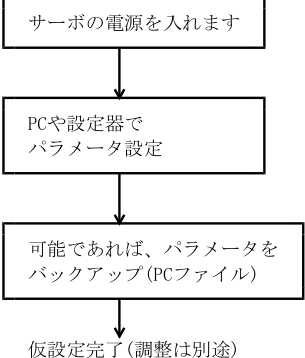 サーボの電源を入れます
PCや設定器で
パラメータ設定
可能であれば、パラメータを
バックアップ(PCファイル)
仮設定完了(調整は別途)